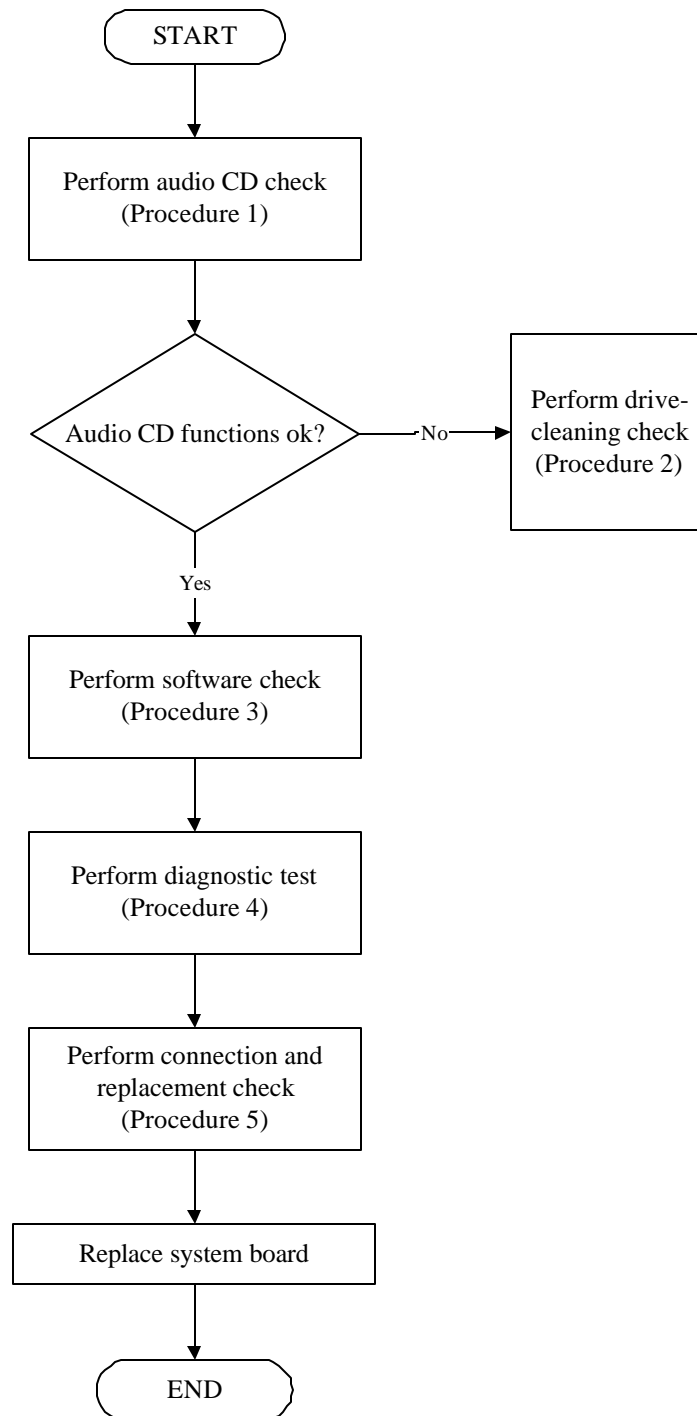 START
Perform audio CD check
(Procedure 1)
Audio CD functions ok?
No
Perform drive-
cleaning check
(Procedure 2)
Yes
Perform software check
(Procedure 3)
Perform diagnostic test
(Procedure 4)
Perform connection and
replacement check
(Procedure 5)
Replace system board
END